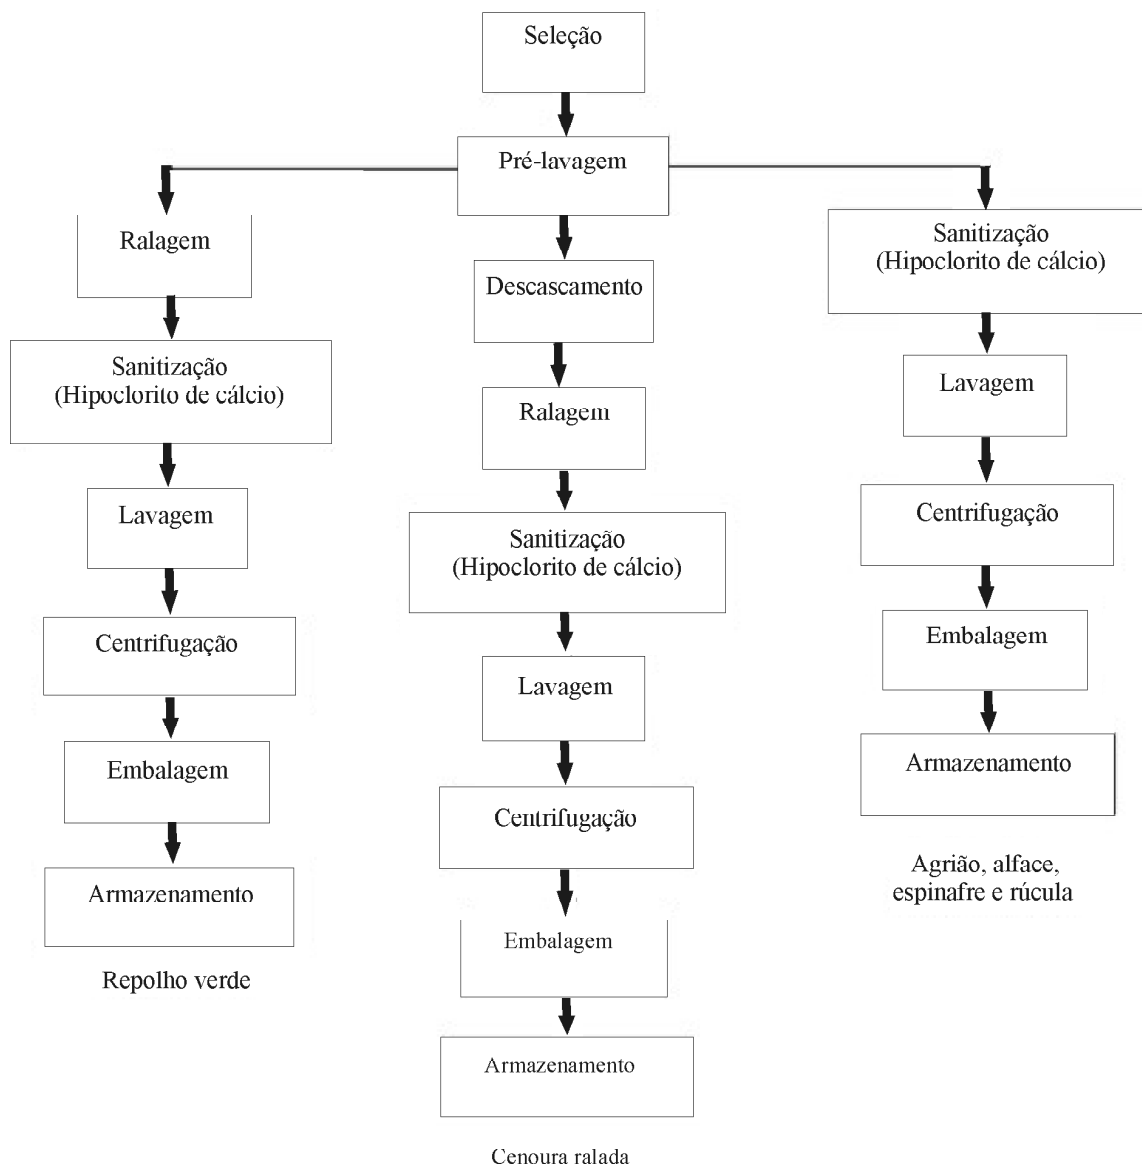 Seleção
Pré-lavagem
Ralagem
Sanitização
(Hipoclorito de cálcio)
Lavagem
Centrifugação
Embalagem
Armazenamento
Repolho verde
Descascamento
Ralagem
Sanitização
(Hipoclorito de cálcio)
Lavagem
Centrifugação
Embalagem
Armazenamento
Cenoura ralada
Sanitização
(Hipoclorito de cálcio)
Lavagem
Centrifugação
Embalagem
Armazenamento
Agrião, alface,
espinafre e rúcula